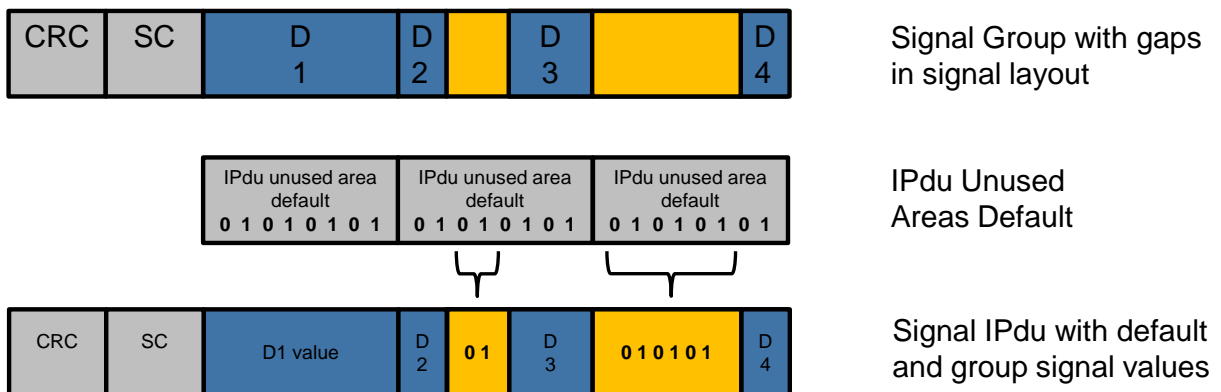 CRC SC D D D D
1 2 3 4
Signal Group with gaps
in signal layout
IPdu unused area IPdu unused area IPdu unused area
default default default
0 1 0 1 0 1 0 1 0 1 0 1 0 1 0 1 0 1 0 1 0 1 0 1
IPdu Unused
Areas Default
CRC SC D1 value D 0 1 D 0 1 0 1 0 1 D
2 3 4
Signal IPdu with default
and group signal values